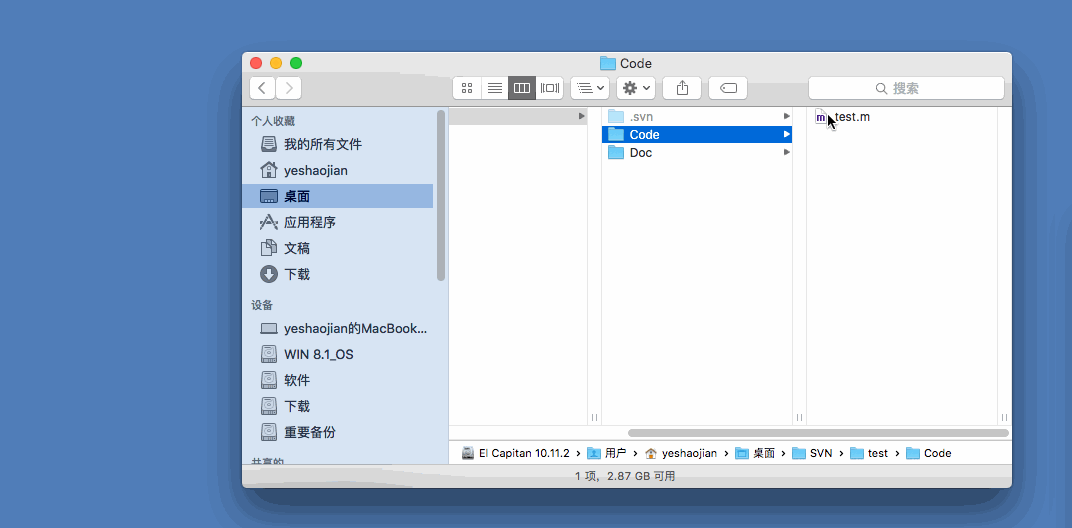 Code
搜索
个人收藏
我的所有文件
yeshaojian
桌面
应用程序
文稿
下载
设备
yeshaojian的MacBook...
WIN 8.1_OS
软件
下载
重要备份
共享的
.svn
Code
Doc
test.m
El Capitan 10.11.2 › 用户 › yeshaojian › 桌面 › SVN › test › Code
1 项，2.87 GB 可用